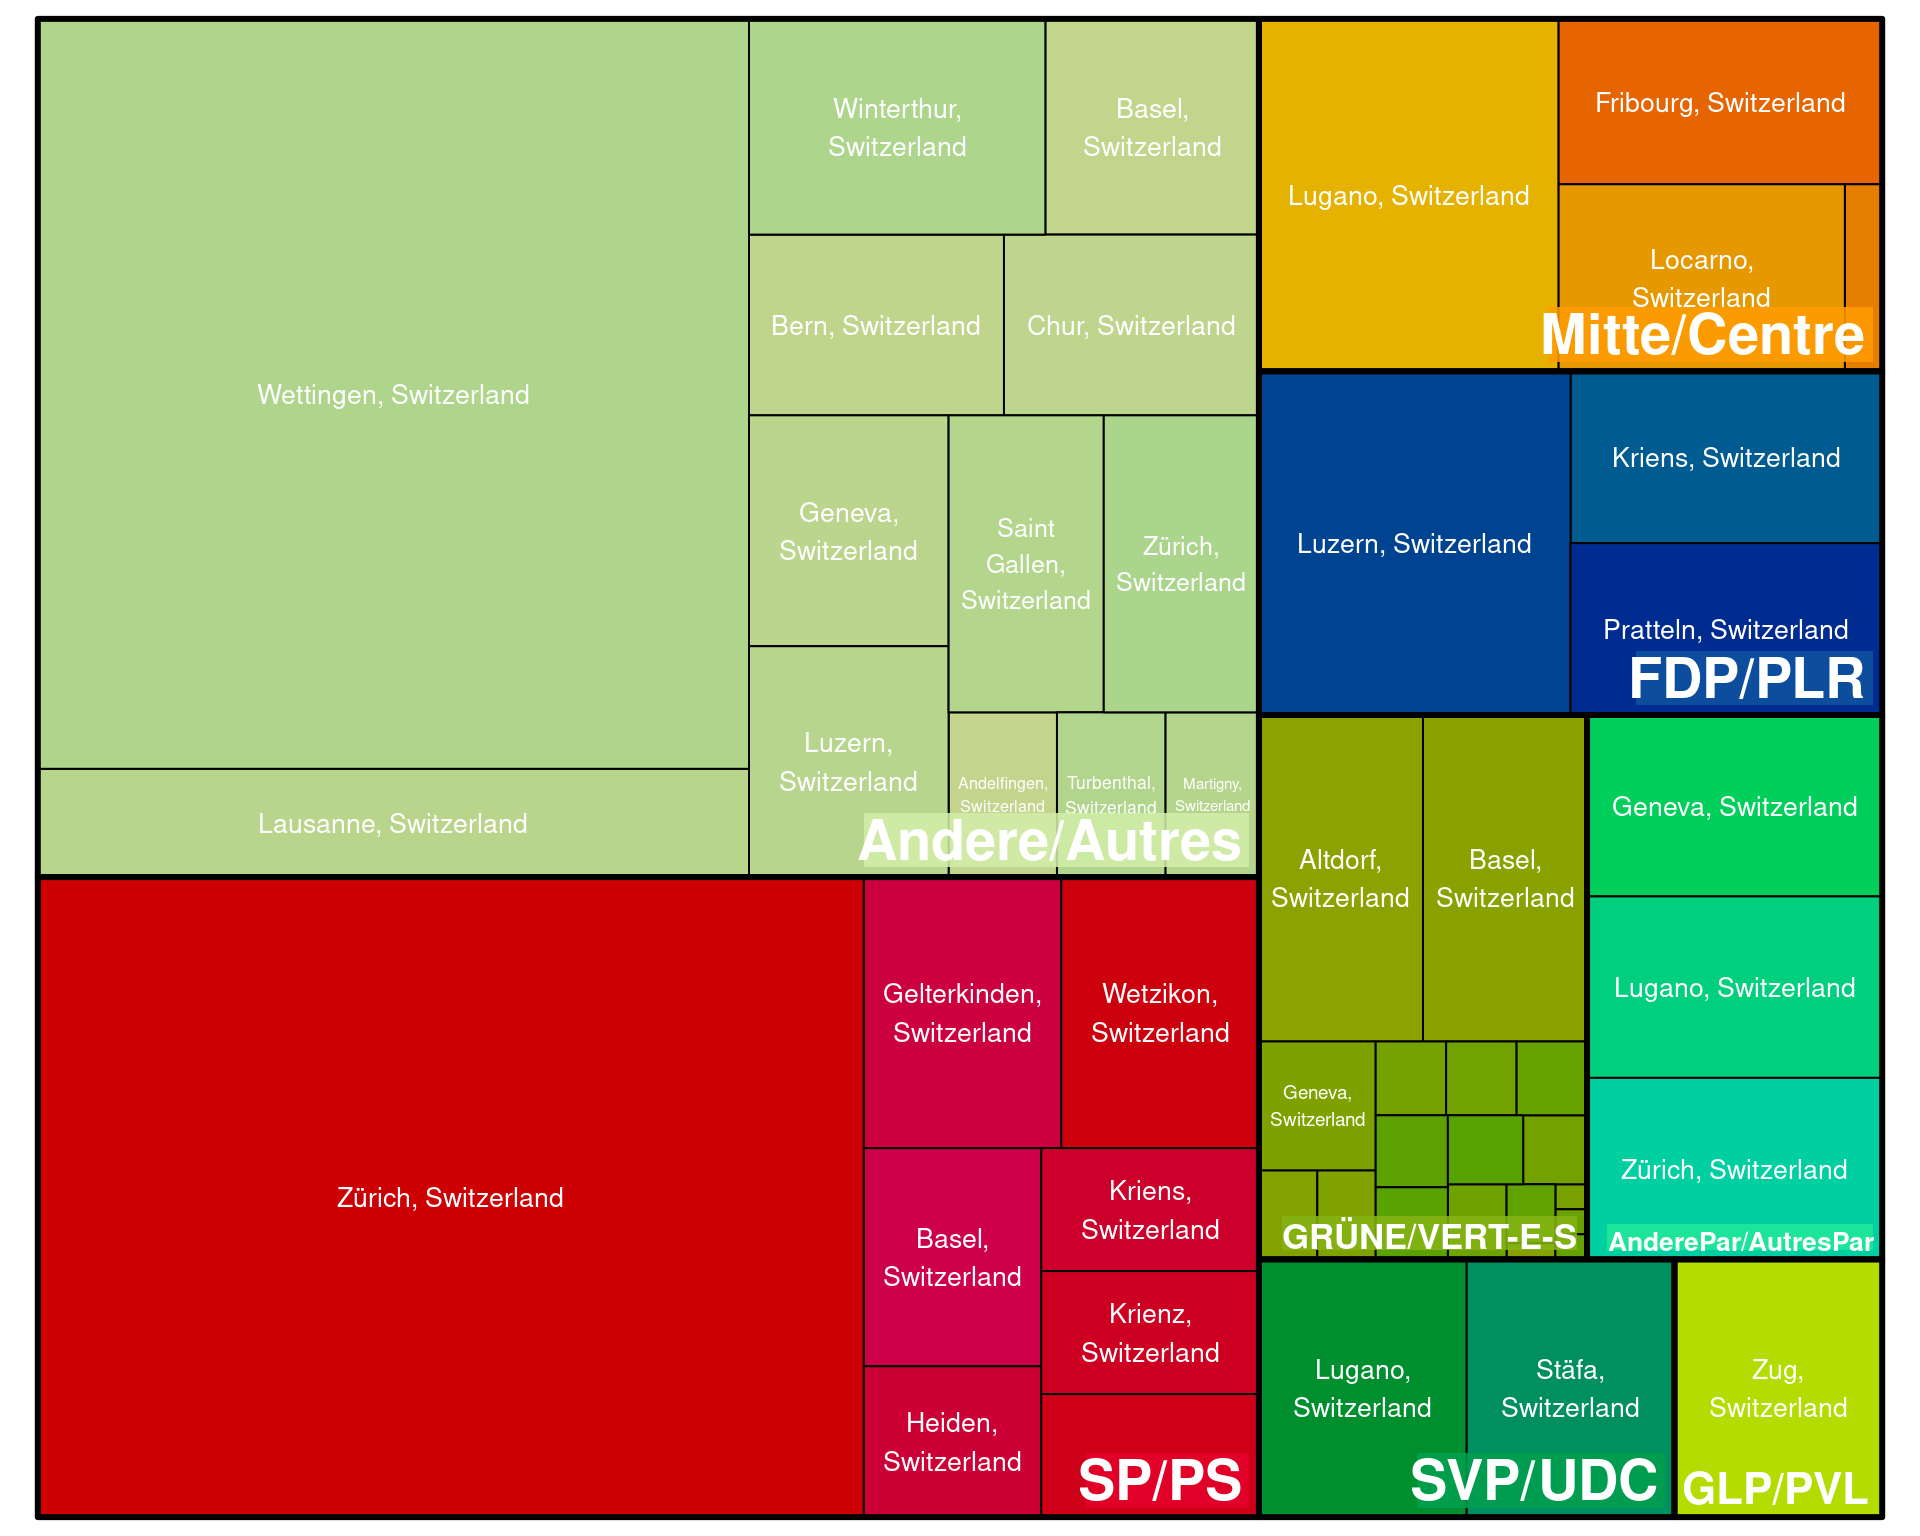 Wettingen, Switzerland
Lausanne, Switzerland
Winterthur,
Switzerland
Basel,
Switzerland
Bern, Switzerland
Chur, Switzerland
Geneva,
Switzerland
Saint
Gallen,
Switzerland
Zürich,
Switzerland
Luzern,
Switzerland
Andelfingen,
Switzerland
Turbenthal,
Switzerland
Martigny,
Switzerland
Andere/Autres
Zürich, Switzerland
Gelterkinden,
Switzerland
Wetzikon,
Switzerland
Basel,
Switzerland
Kriens,
Switzerland
Krienz,
Switzerland
Heiden,
Switzerland
SP/PS
Lugano, Switzerland
Fribourg, Switzerland
Locarno,
Switzerland
Mitte/Centre
Luzern, Switzerland
Kriens, Switzerland
Pratteln, Switzerland
FDP/PLR
Altdorf,
Switzerland
Basel,
Switzerland
Geneva,
Switzerland
GRÜNE/VERT-E-S
Geneva, Switzerland
Lugano, Switzerland
Zürich, Switzerland
AnderePar/AutresPar
Lugano,
Switzerland
Stäfa,
Switzerland
SVP/UDC
Zug,
Switzerland
GLP/PVL